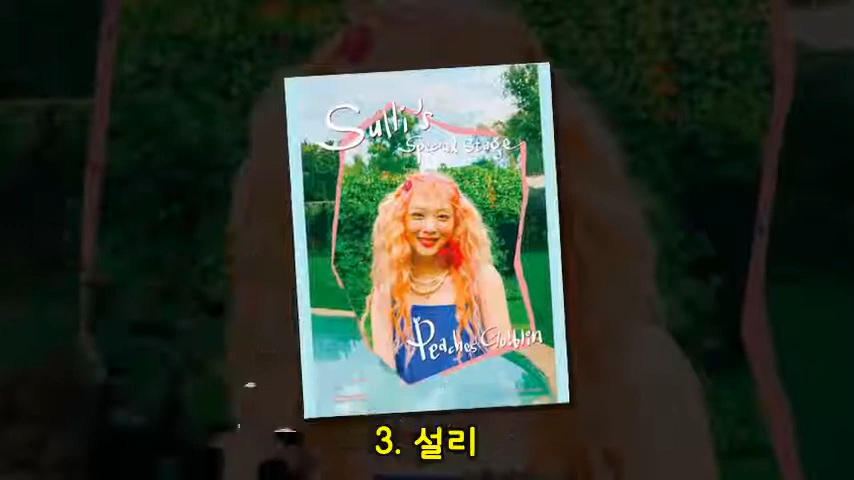 Sulli's
Special Stage
Peaches Goblin
3. 설리